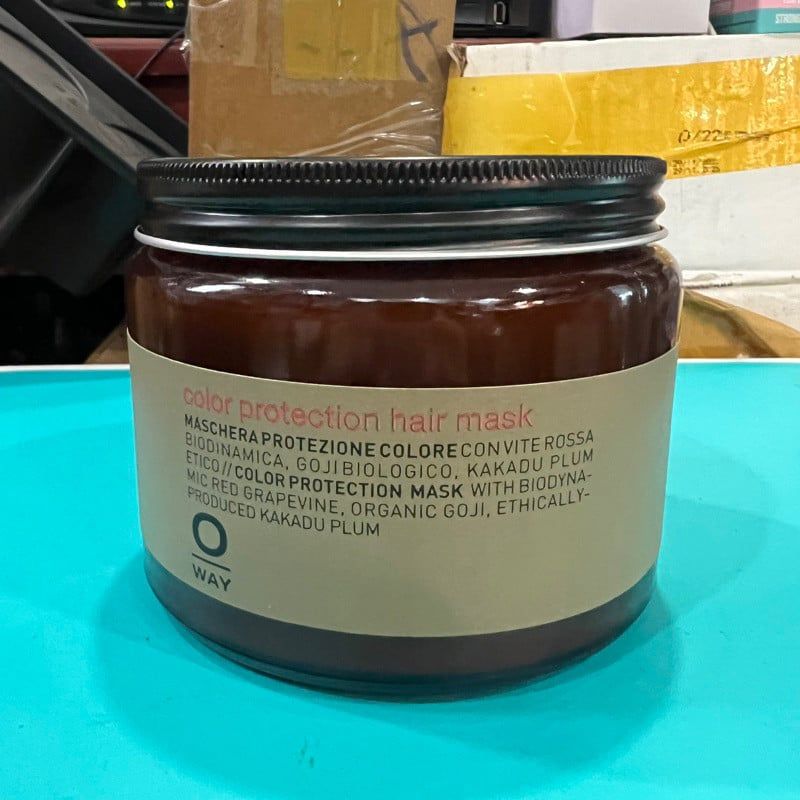 STRONG
color protection hair mask
MASCHERA PROTEZIONE COLORE CON VITE ROSSA
BIODINAMICA, GOJI BIOLOGICO, KAKADU PLUM
ETICO//COLOR PROTECTION MASK WITH BIODYNA-
MIC RED GRAPEVINE, ORGANIC GOJI, ETHICALLY-
PRODUCED KAKADU PLUM
O
WAY